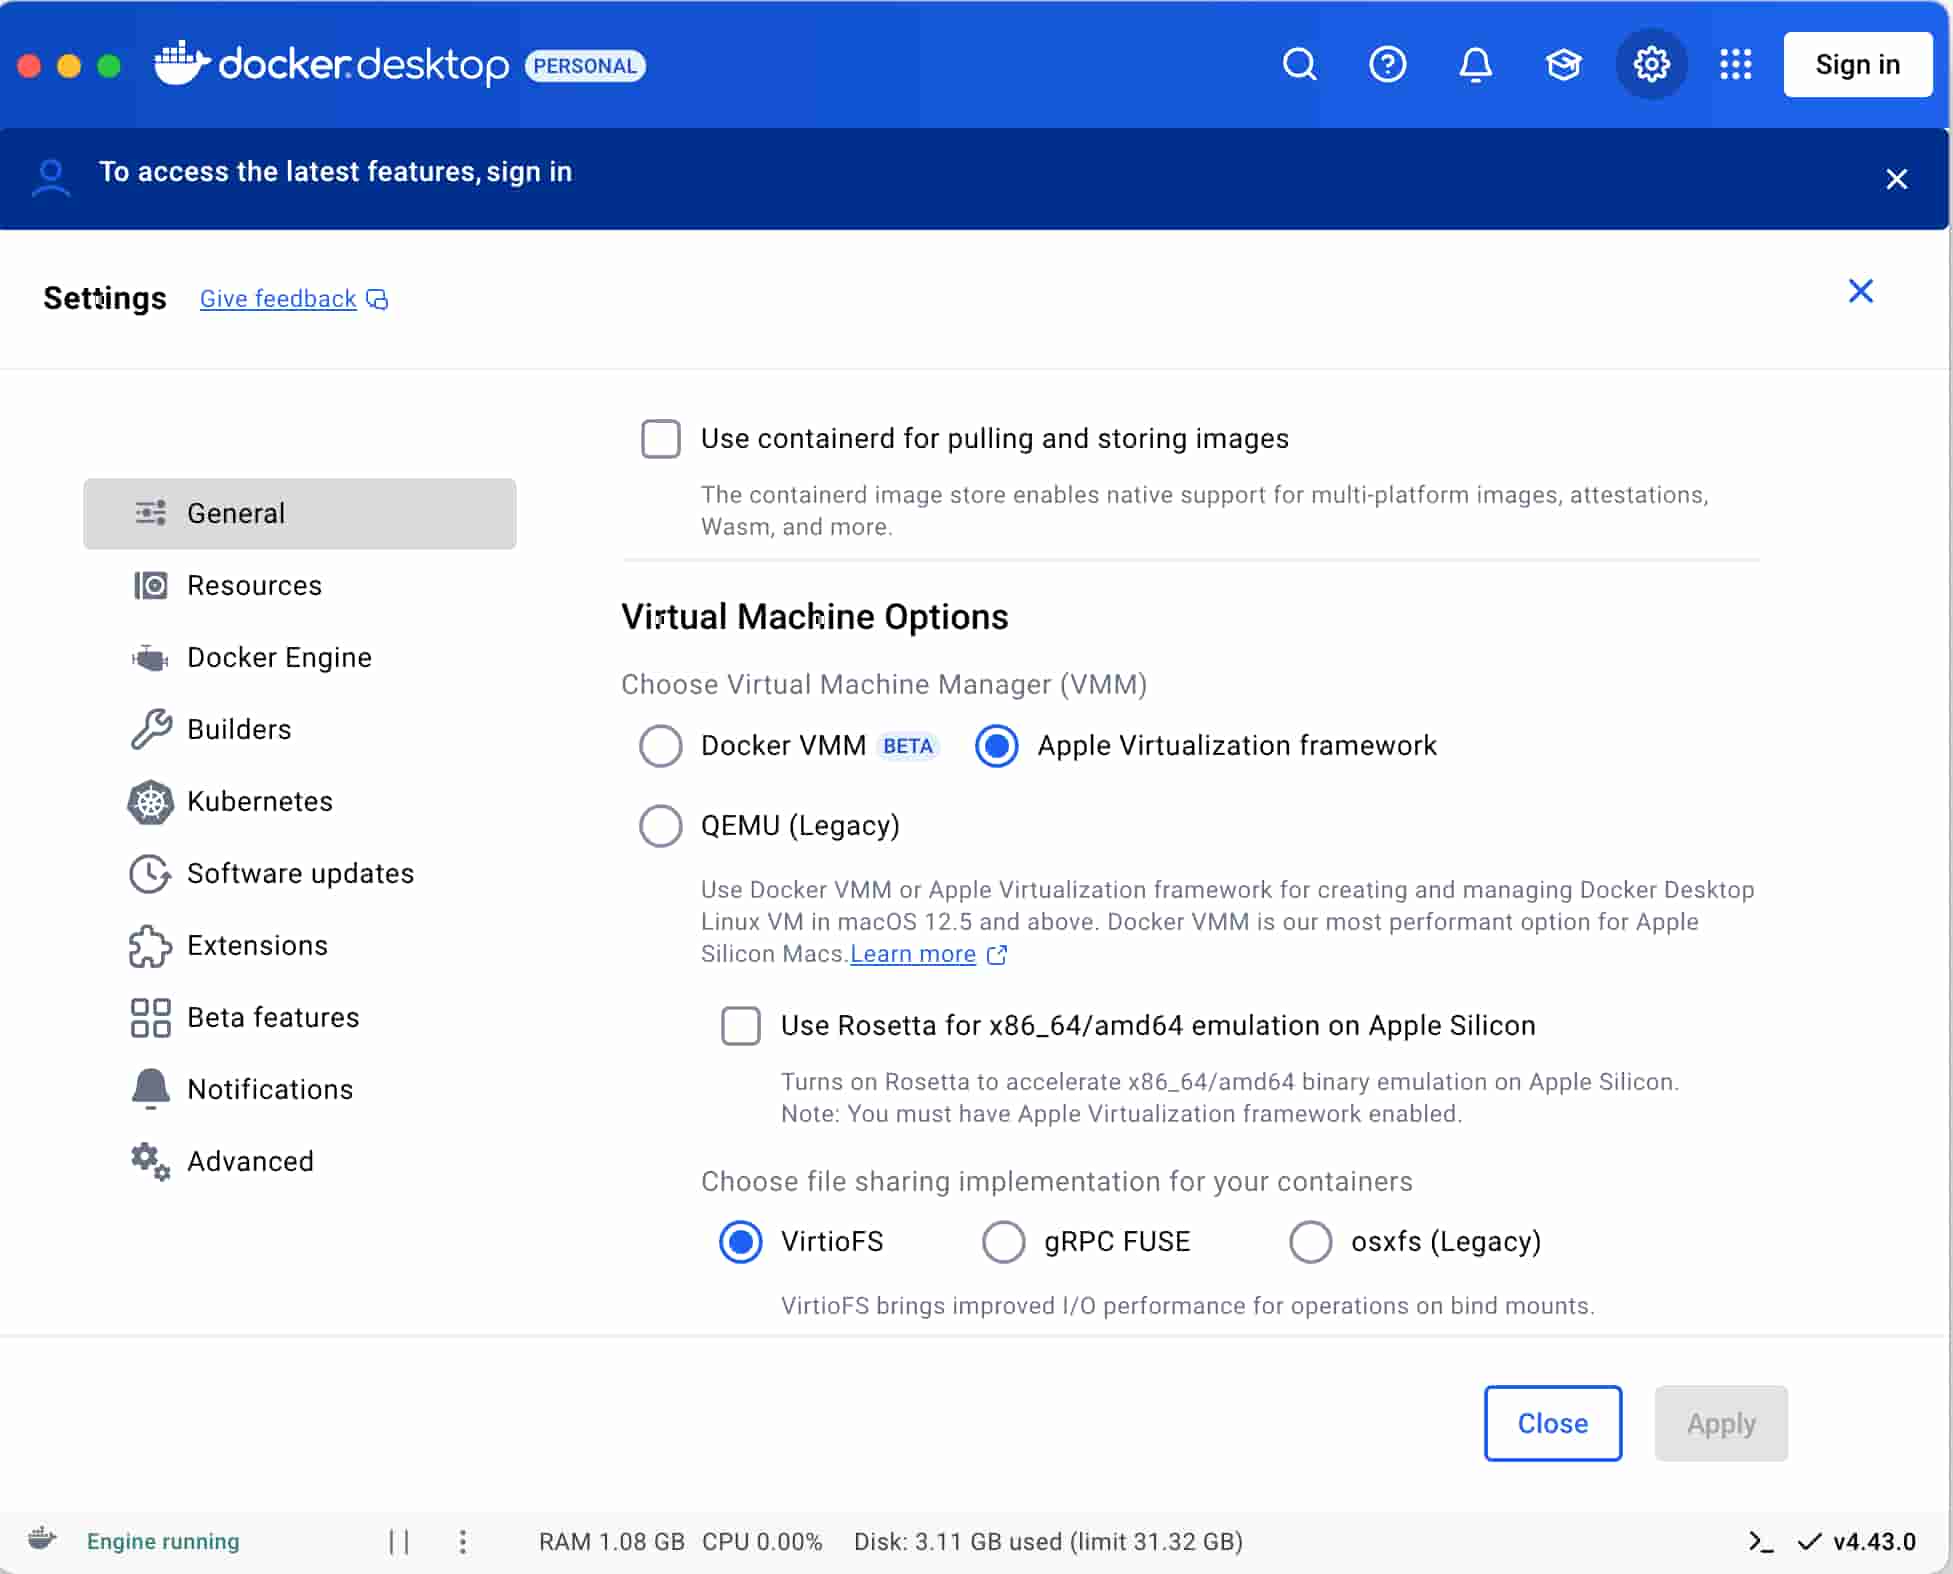 docker.desktop PERSONAL
Sign in
To access the latest features, sign in
Settings Give feedback
General
Resources
Docker Engine
Builders
Kubernetes
Software updates
Extensions
Beta features
Notifications
Advanced
Use containerd for pulling and storing images
The containerd image store enables native support for multi-platform images, attestations,
Wasm, and more.
Virtual Machine Options
Choose Virtual Machine Manager (VMM)
Docker VMM BETA Apple Virtualization framework
QEMU (Legacy)
Use Docker VMM or Apple Virtualization framework for creating and managing Docker Desktop
Linux VM in macOS 12.5 and above. Docker VMM is our most performant option for Apple
Silicon Macs.Learn more
Use Rosetta for x86_64/amd64 emulation on Apple Silicon
Turns on Rosetta to accelerate x86_64/amd64 binary emulation on Apple Silicon.
Note: You must have Apple Virtualization framework enabled.
Choose file sharing implementation for your containers
VirtioFS gRPC FUSE osxfs (Legacy)
VirtioFS brings improved I/O performance for operations on bind mounts.
Close Apply
Engine running RAM 1.08 GB CPU 0.00% Disk: 3.11 GB used (limit 31.32 GB) v4.43.0